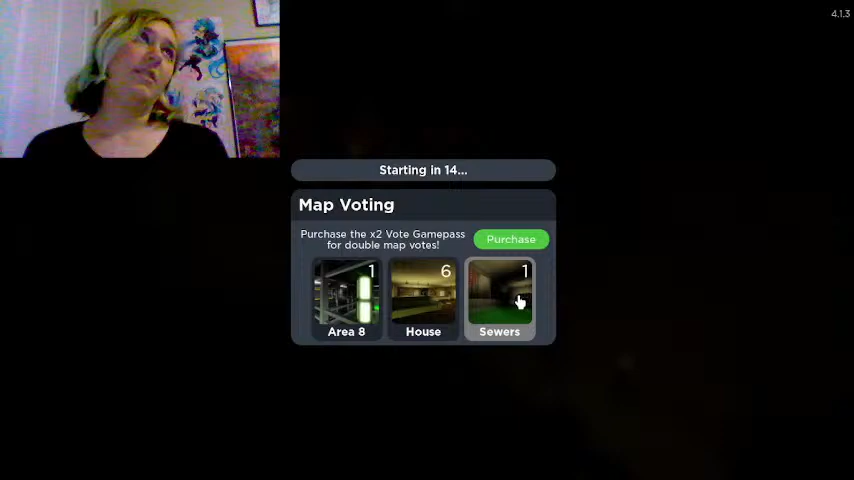 4.1.3
Starting in 14...
Map Voting
Purchase the x2 Vote Gamepass
for double map votes!
Purchase
1
6
1
Area 8
House
Sewers